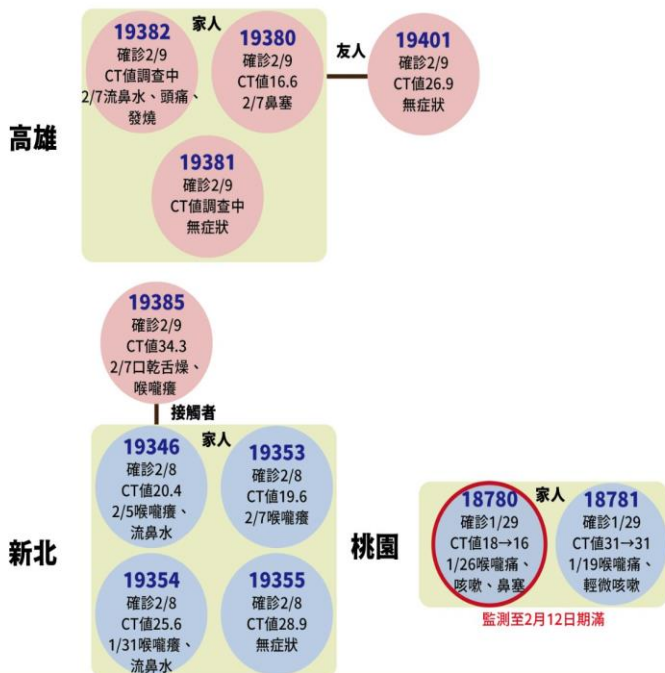 家人
19382
確診2/9
CT值調查中
2/7流鼻水、頭痛、
發燒
19380
確診2/9
CT值16.6
2/7鼻塞
友人
19401
確診2/9
CT值26.9
無症狀
高雄
19381
確診2/9
CT值調查中
無症狀
19385
確診2/9
CT值34.3
2/7口乾舌燥、
喉嚨癢
接觸者
家人
19346
確診2/8
CT值20.4
2/5喉嚨癢、
流鼻水
19353
確診2/8
CT值19.6
2/7喉嚨癢
新北
19354
確診2/8
CT值25.6
1/31喉嚨癢、
流鼻水
19355
確診2/8
CT值28.9
無症狀
桃園
家人
18780
確診1/29
CT值18→16
1/26喉嚨痛、
咳嗽、鼻塞
18781
確診1/29
CT值31→31
1/19喉嚨痛、
輕微咳嗽
監測至2月12日期滿